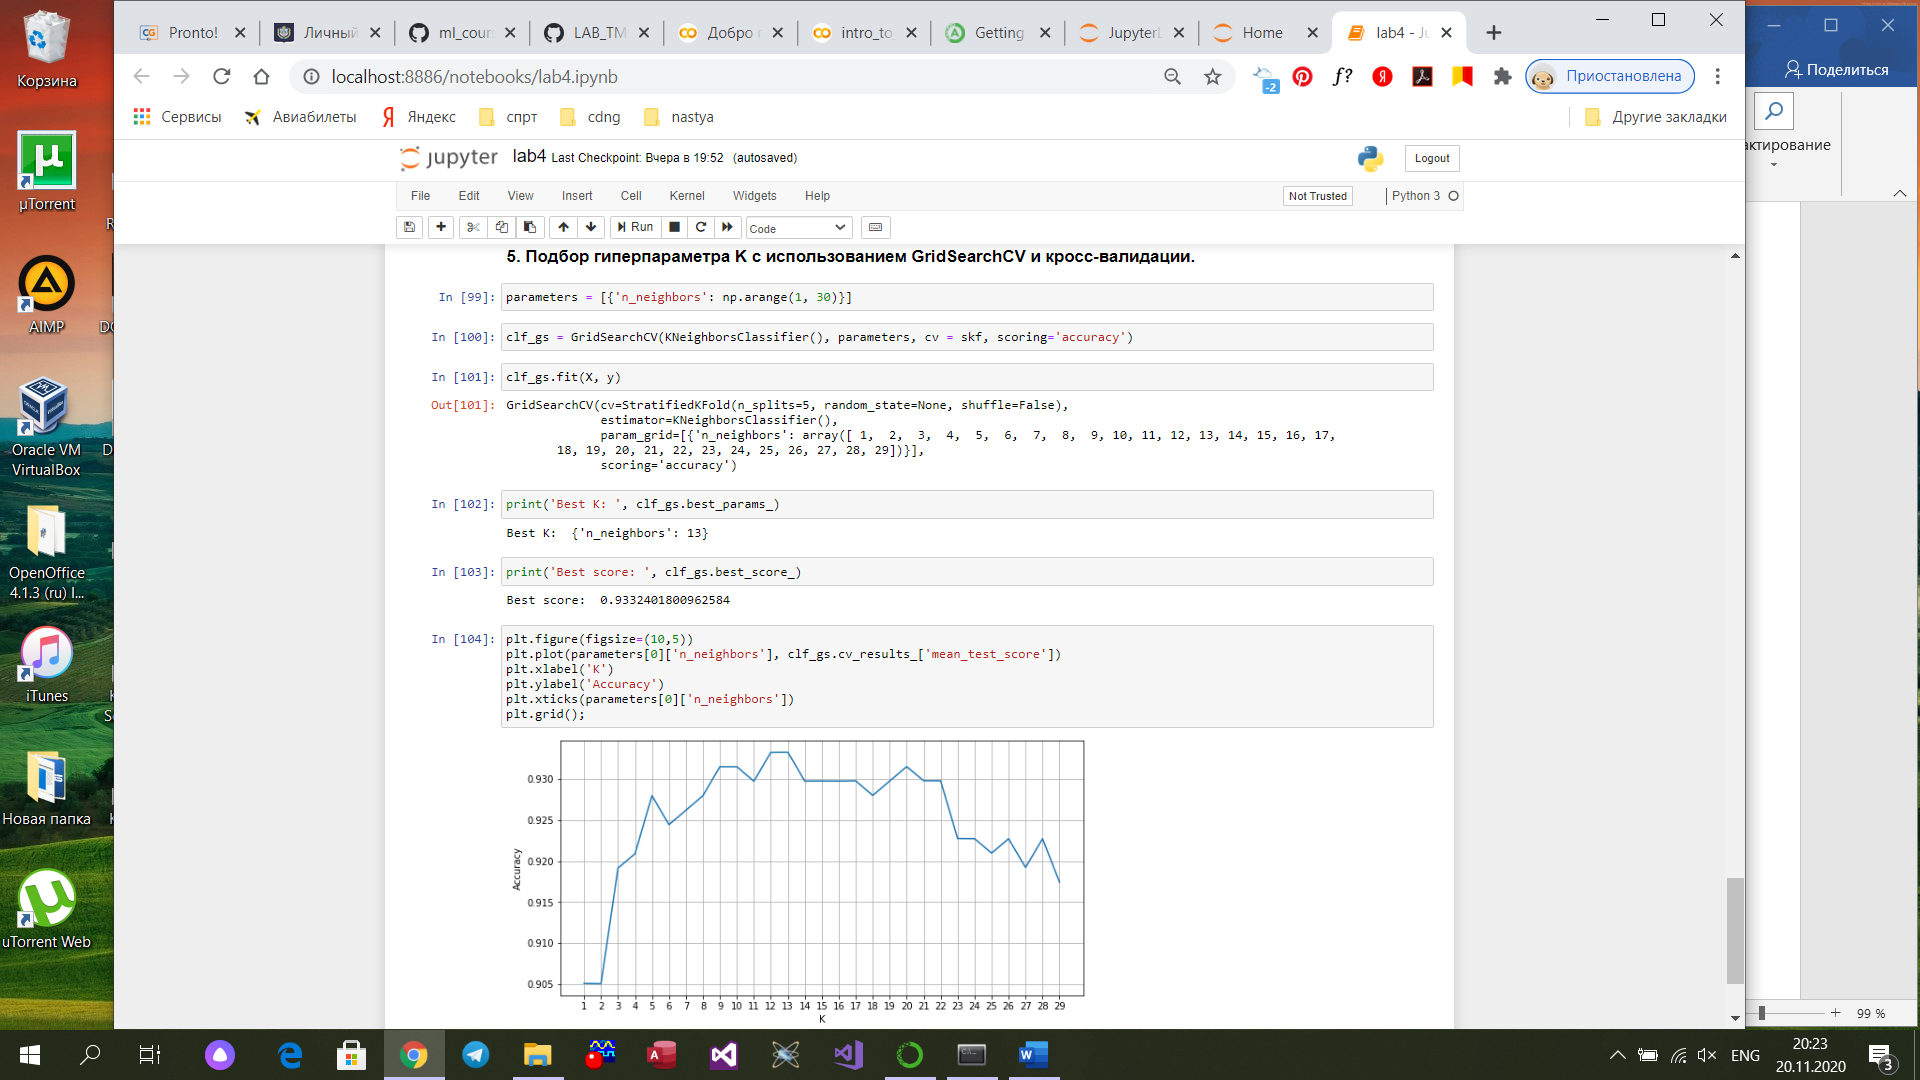 Корзина
µTorrent
AIMP
Oracle VM
VirtualBox
OpenOffice
4.1.3 (ru) I...
iTunes
Новая папка
uTorrent Web
Pronto!
Личный
ml_cour
LAB_TM
Добро п
intro_to
Getting
JupyterL
Home
lab4 - Ju
localhost:8886/notebooks/lab4.ipynb
-2
f?
Приостановлена
Сервисы
Авиабилеты
Яндекс
спрт
cdng
nastya
Другие закладки
Поделиться
актирование
jupyter lab4 Last Checkpoint: Вчера в 19:52 (autosaved)
Logout
File Edit View Insert Cell Kernel Widgets Help
Not Trusted
Python 3
Run
Code
5. Подбор гиперпараметра K с использованием GridSearchCV и кросс-валидации.
In [99]: parameters = [{'n_neighbors': np.arange(1, 30)}]
In [100]: clf_gs = GridSearchCV(KNeighborsClassifier(), parameters, cv = skf, scoring='accuracy')
In [101]: clf_gs.fit(X, y)
Out[101]: GridSearchCV(cv=StratifiedKFold(n_splits=5, random_state=None, shuffle=False),
estimator=KNeighborsClassifier(),
param_grid=[{'n_neighbors': array([ 1, 2, 3, 4, 5, 6, 7, 8, 9, 10, 11, 12, 13, 14, 15, 16, 17,
18, 19, 20, 21, 22, 23, 24, 25, 26, 27, 28, 29])}],
scoring='accuracy')
In [102]: print('Best K: ', clf_gs.best_params_)
Best K:  {'n_neighbors': 13}
In [103]: print('Best score: ', clf_gs.best_score_)
Best score:  0.9332401800962584
In [104]: plt.figure(figsize=(10,5))
plt.plot(parameters[0]['n_neighbors'], clf_gs.cv_results_['mean_test_score'])
plt.xlabel('K')
plt.ylabel('Accuracy')
plt.xticks(parameters[0]['n_neighbors'])
plt.grid();
0.930
0.925
0.920
0.915
0.910
0.905
Accuracy
1 2 3 4 5 6 7 8 9 10 11 12 13 14 15 16 17 18 19 20 21 22 23 24 25 26 27 28 29
K
99 %
ENG
20:23
20.11.2020
3